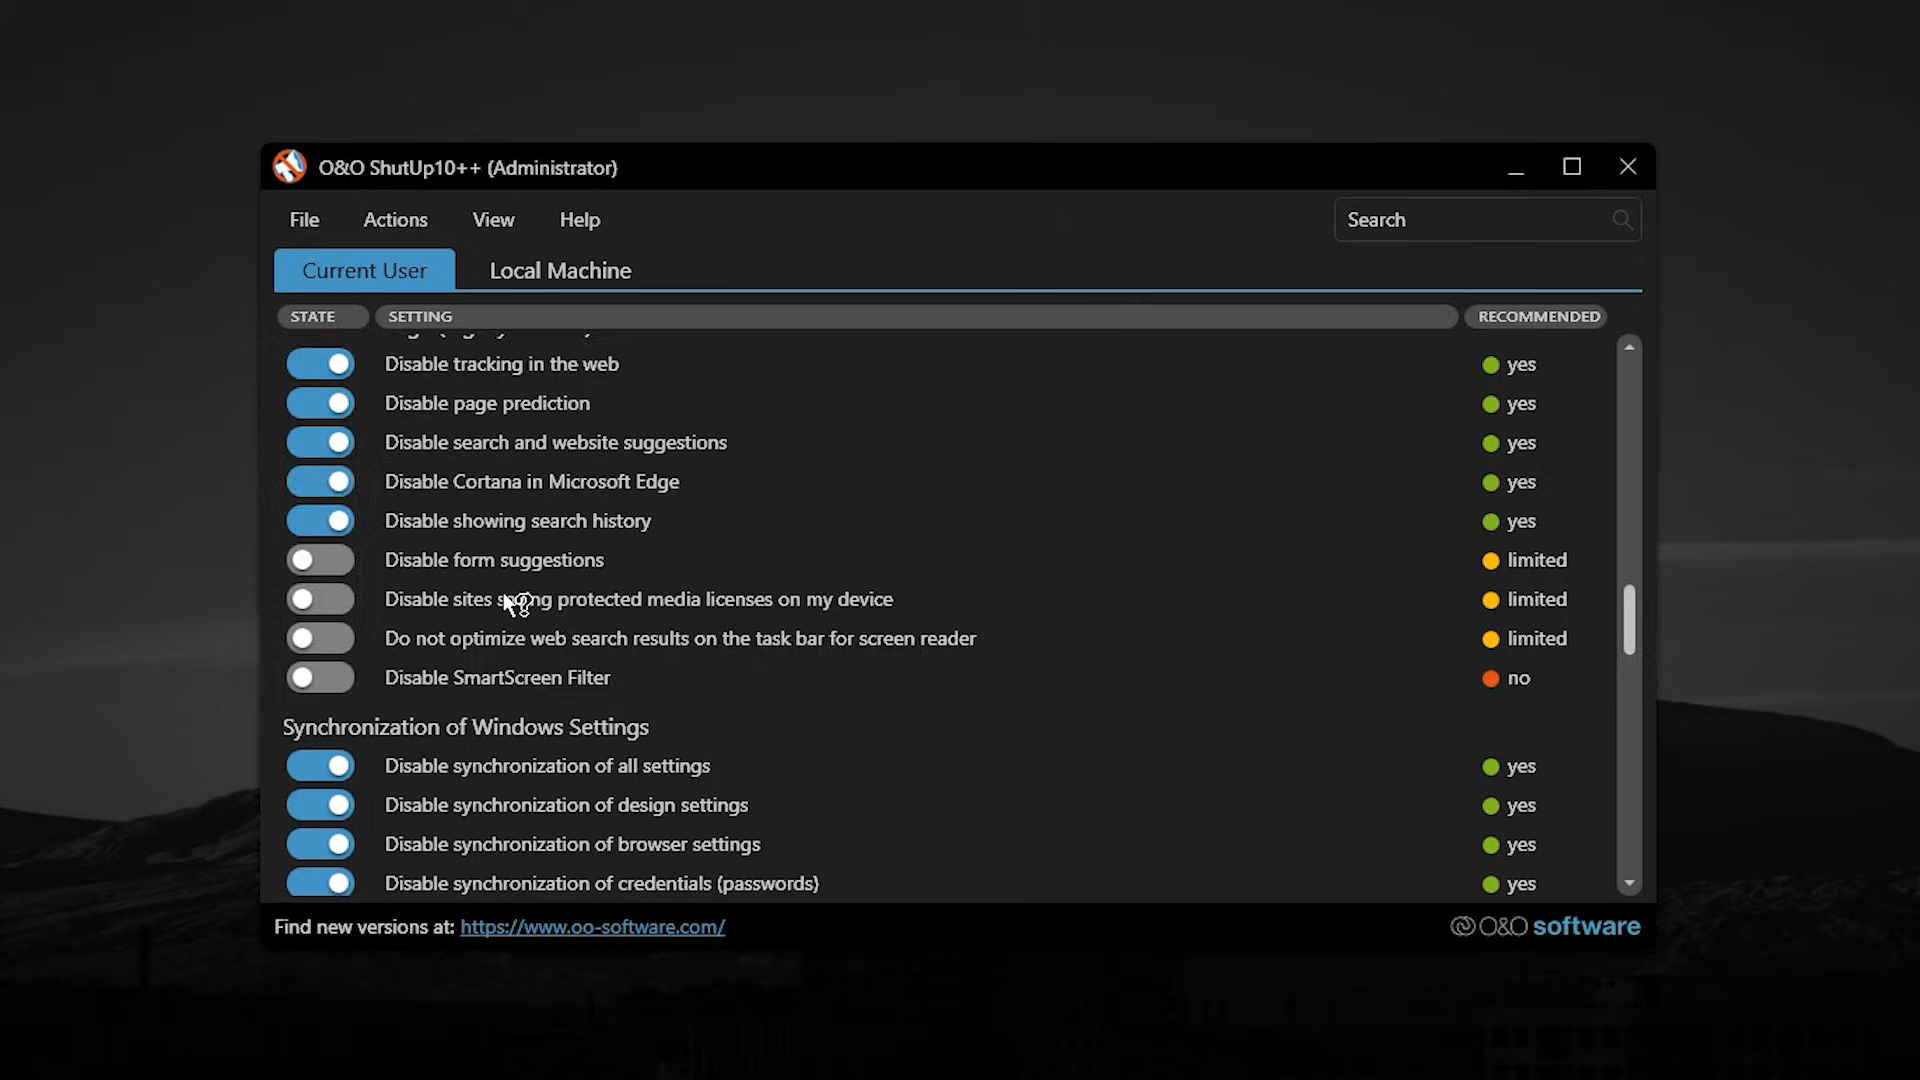 O&O ShutUp10++ (Administrator)
File Actions View Help Search
Current User Local Machine
STATE SETTING RECOMMENDED
Disable tracking in the web yes
Disable page prediction yes
Disable search and website suggestions yes
Disable Cortana in Microsoft Edge yes
Disable showing search history yes
Disable form suggestions limited
Disable sites protected media licenses on my device limited
Do not optimize web search results on the task bar for screen reader limited
Disable SmartScreen Filter no
Synchronization of Windows Settings
Disable synchronization of all settings yes
Disable synchronization of design settings yes
Disable synchronization of browser settings yes
Disable synchronization of credentials (passwords) yes
Find new versions at: https://www.oo-software.com/ O&O software